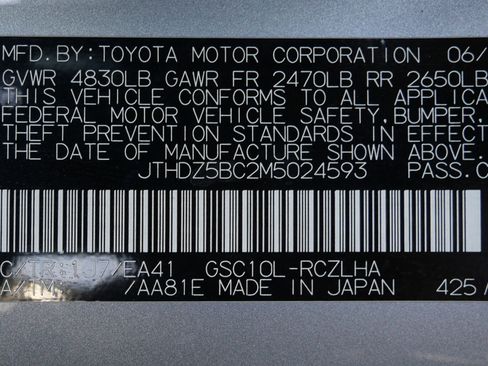 MFD. BY: TOYOTA MOTOR CORPORATION 06/
GVWR 4830LB GAWR FR 2470LB RR 2650LB
THIS VEHICLE CONFORMS TO ALL APPLICA
FEDERAL MOTOR VEHICLE SAFETY, BUMPER,
THEFT PREVENTION STANDARDS IN EFFECT
THE DATE OF MANUFACTURE SHOWN ABOVE.
JTHDZ5BC2M5024593 PASS.C
C/TR: 1J7/EA41 GSC10L-RCZLHA
/AA81E MADE IN JAPAN 425/